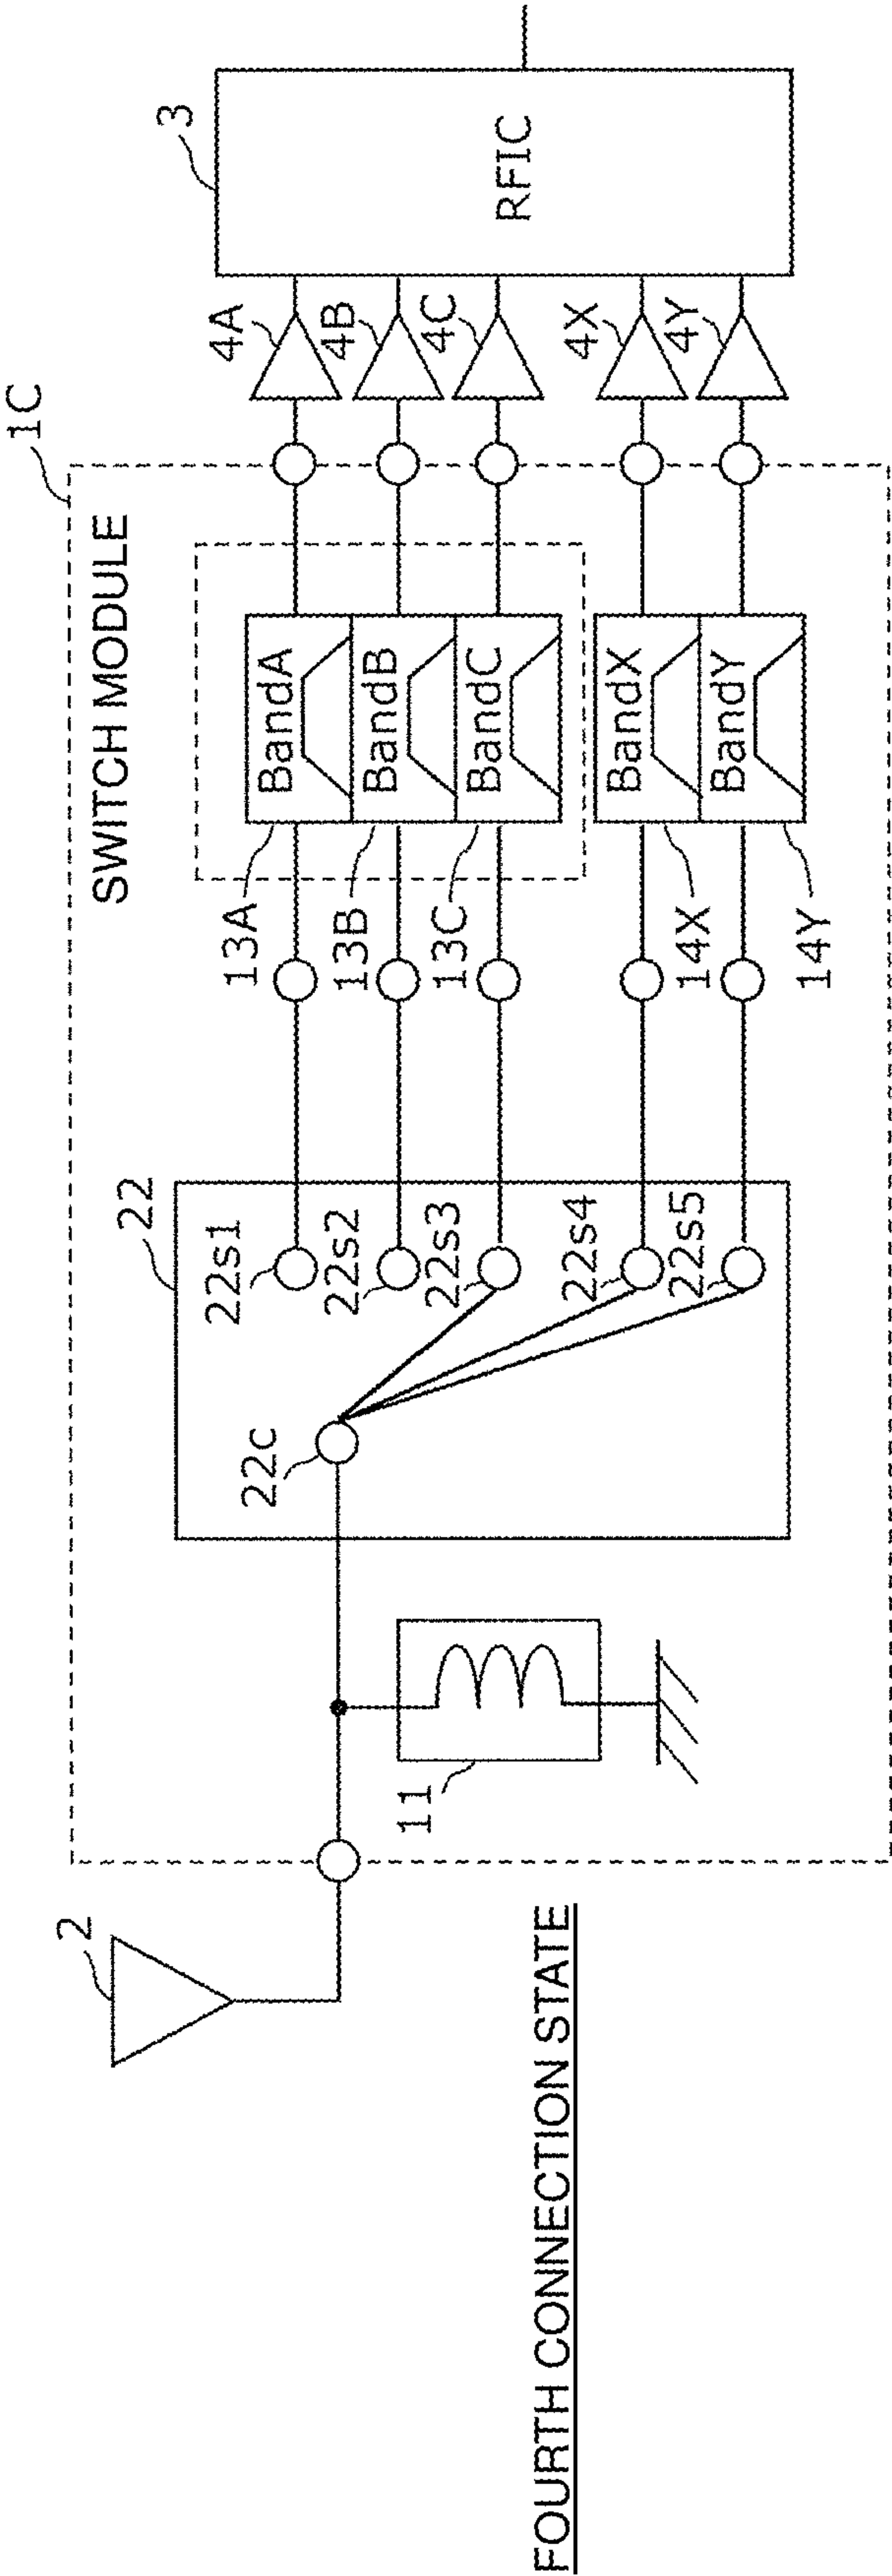 1C
SWITCH MODULE
2
11
22
22c
22s1
22s2
22s3
22s4
22s5
13A
13B
13C
14X
14Y
BandA
BandB
BandC
BandX
BandY
4A
4B
4C
4X
4Y
3
RFIC
FOURTH CONNECTION STATE